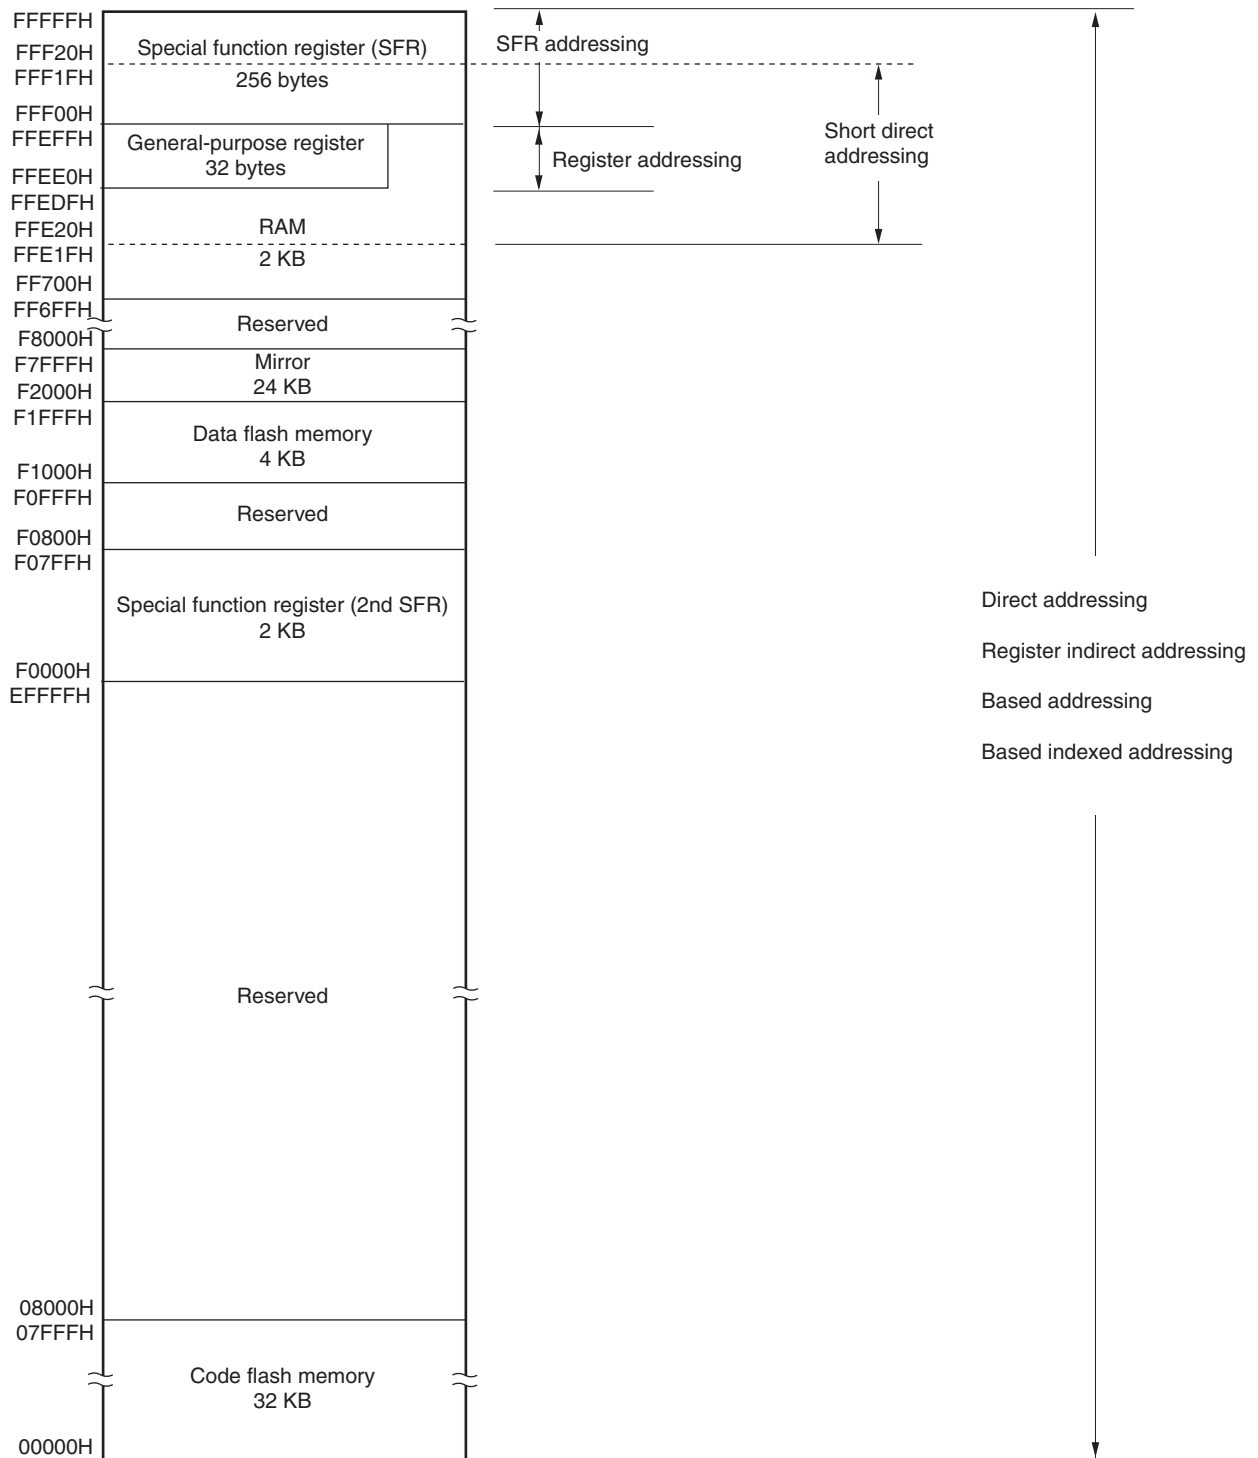 FFFFFH
SFR addressing
Special function register (SFR)
FFF20H
FFF1FH
256 bytes
FFF00H
FFEFFH
General-purpose register
32 bytes
Register addressing
Short direct
addressing
FFEE0H
FFEDFH
FFE20H
RAM
FFE1FH
2 KB
FF700H
FF6FFH
Reserved
F8000H
F7FFFH
Mirror
24 KB
F2000H
F1FFFH
Data flash memory
4 KB
F1000H
F0FFFH
Reserved
F0800H
F07FFH
Special function register (2nd SFR)
2 KB
F0000H
EFFFFH
Direct addressing
Register indirect addressing
Based addressing
Based indexed addressing
Reserved
08000H
07FFFH
Code flash memory
32 KB
00000H